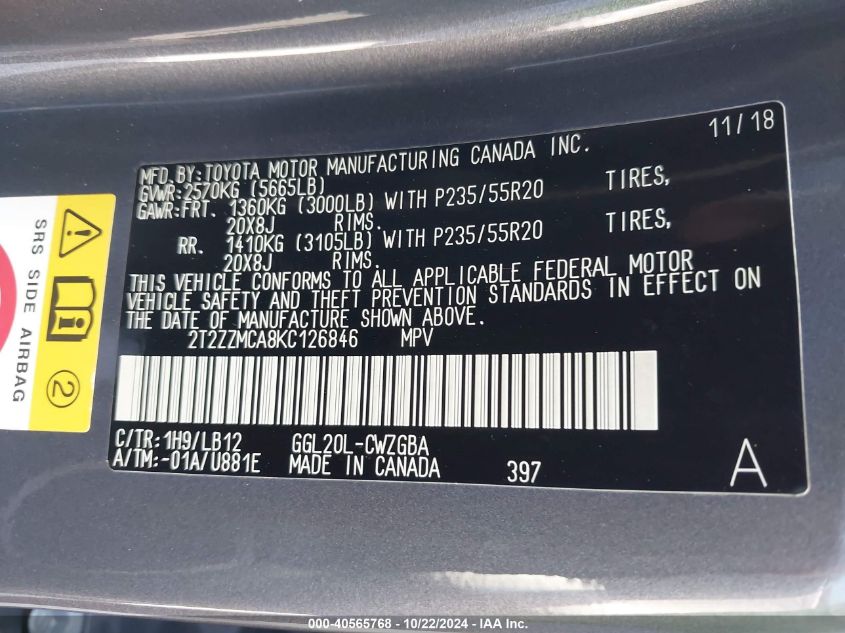 11/18
MFD. BY:TOYOTA MOTOR MANUFACTURING CANADA INC.
GVWR:2570KG (5665LB)
GAWR:FRT. 1360KG (3000LB) WITH P235/55R20 TIRES,
20X8J RIMS.
RR. 1410KG (3105LB) WITH P235/55R20 TIRES,
20X8J RIMS.
THIS VEHICLE CONFORMS TO ALL APPLICABLE FEDERAL MOTOR
VEHICLE SAFETY AND THEFT PREVENTION STANDARDS IN EFFECT ON
THE DATE OF MANUFACTURE SHOWN ABOVE.
2T2ZZMCA8KC126846 MPV
C/TR:1H9/LB12 GGL20L-CWZGBA
A/TM:-01A/U881E MADE IN CANADA 397 A
SRS SIDE AIRBAG
2
000 - 40565768 - 10/22/2024 - IAA Inc.